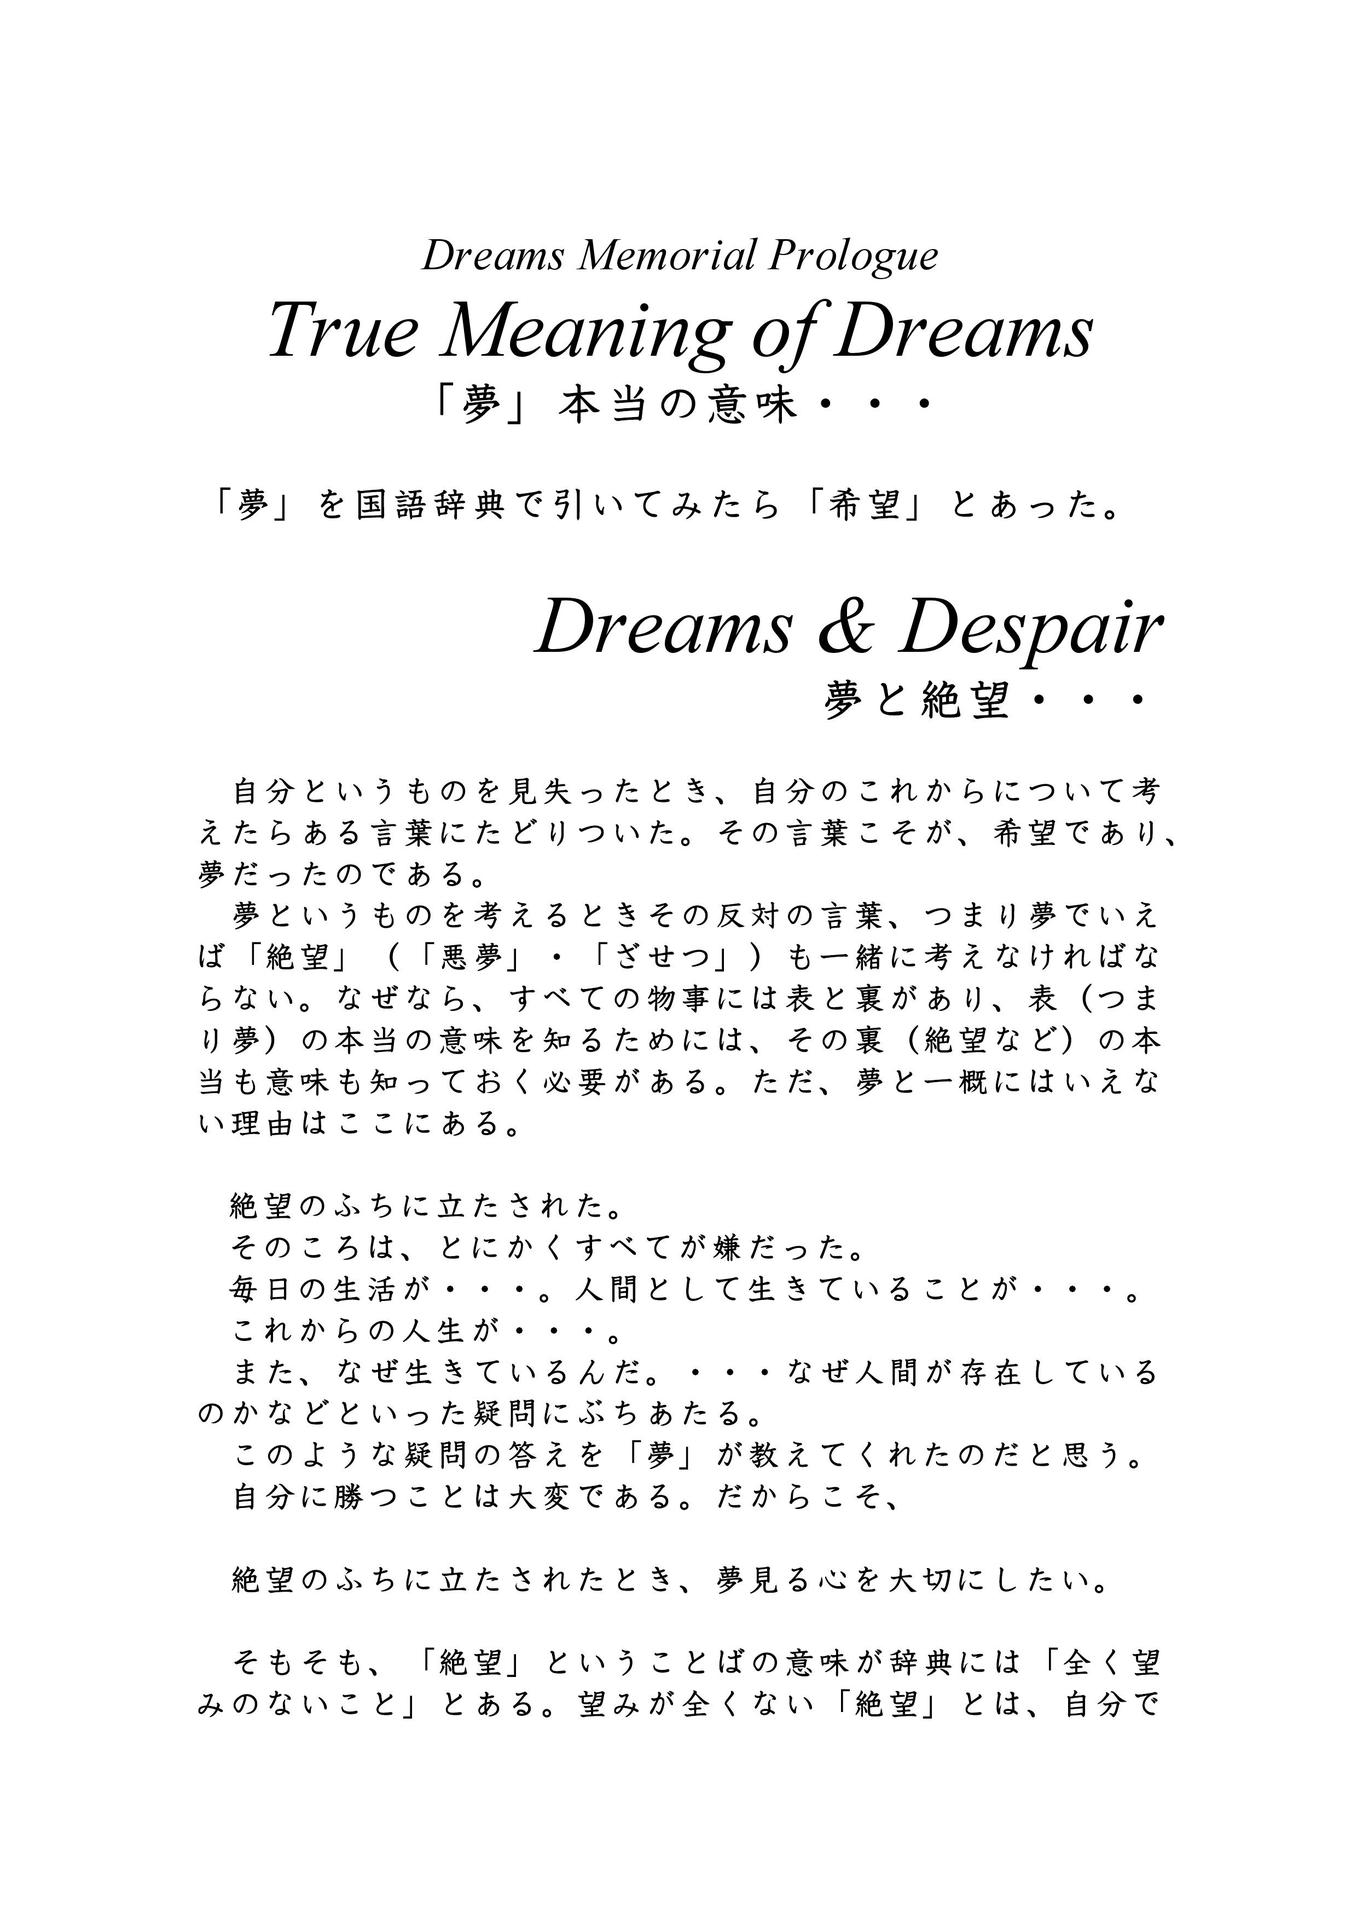 Dreams Memorial Prologue
True Meaning of Dreams
「夢」本当の意味・・・
「夢」を国語辞典で引いてみたら「希望」とあった。
Dreams & Despair
夢と絶望・・・
自分というものを見失ったとき、自分のこれからについて考
えたらある言葉にたどりついた。その言葉こそが、希望であり、
夢だったのである。
夢というものを考えるときその反対の言葉、つまり夢でいえ
ば「絶望」（「悪夢」・「ざせつ」）も一緒に考えなければな
らない。なぜなら、すべての物事には表と裏があり、表（つま
り夢）の本当の意味を知るためには、その裏（絶望など）の本
当も意味も知っておく必要がある。ただ、夢と一概にはいえな
い理由はここにある。
絶望のふちに立たされた。
そのころは、とにかくすべてが嫌だった。
毎日の生活が・・・。人間として生きていることが・・・。
これからの人生が・・・。
また、なぜ生きているんだ。・・・なぜ人間が存在している
のかなどといった疑問にぶちあたる。
このような疑問の答えを「夢」が教えてくれたのだと思う。
自分に勝つことは大変である。だからこそ、
絶望のふちに立たされたとき、夢見る心を大切にしたい。
そもそも、「絶望」ということばの意味が辞典には「全く望
みのないこと」とある。望みが全くない「絶望」とは、自分で